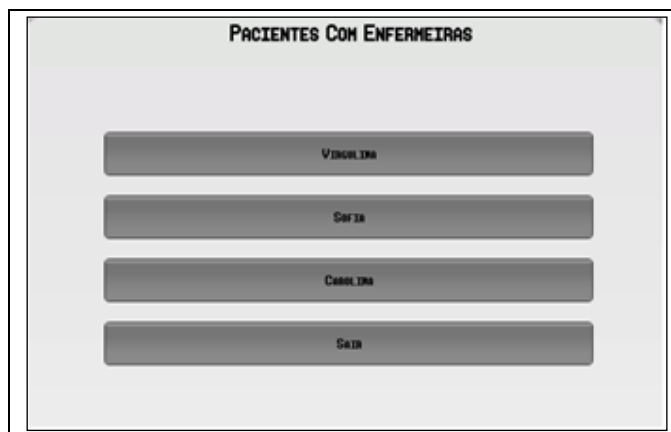 Pacientes Com Enfermeiras
Virgulina
Sofia
Carolina
Sair